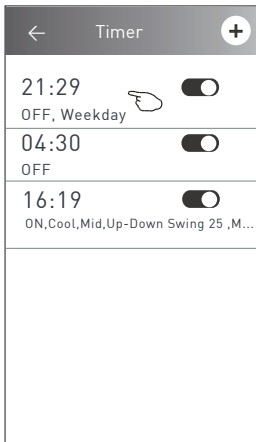 Timer
21:29
OFF, Weekday
04:30
OFF
16:19
ON,Cool,Mid,Up-Down Swing 25 ,M...